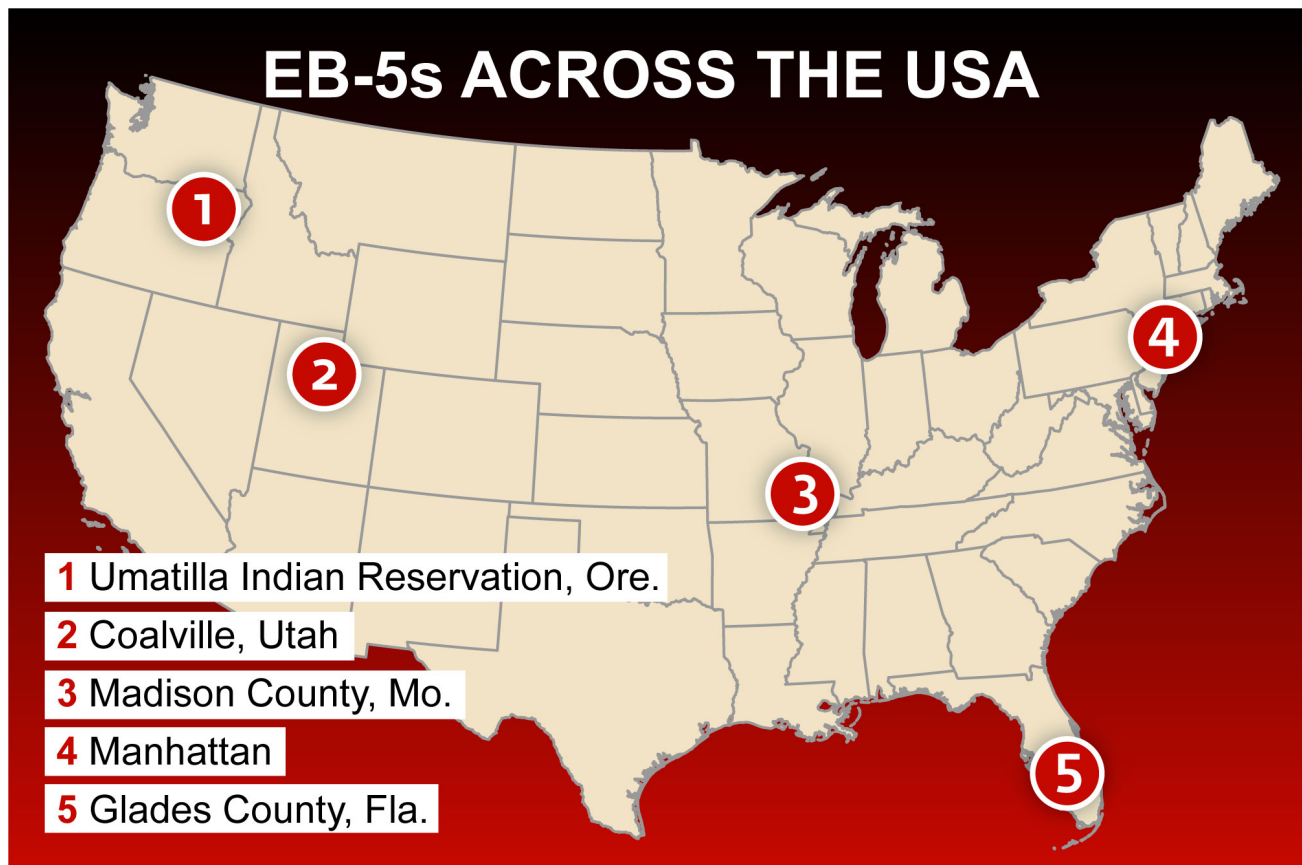 EB-5s ACROSS THE USA
1
2
3
4
5
1 Umatilla Indian Reservation, Ore.
2 Coalville, Utah
3 Madison County, Mo.
4 Manhattan
5 Glades County, Fla.